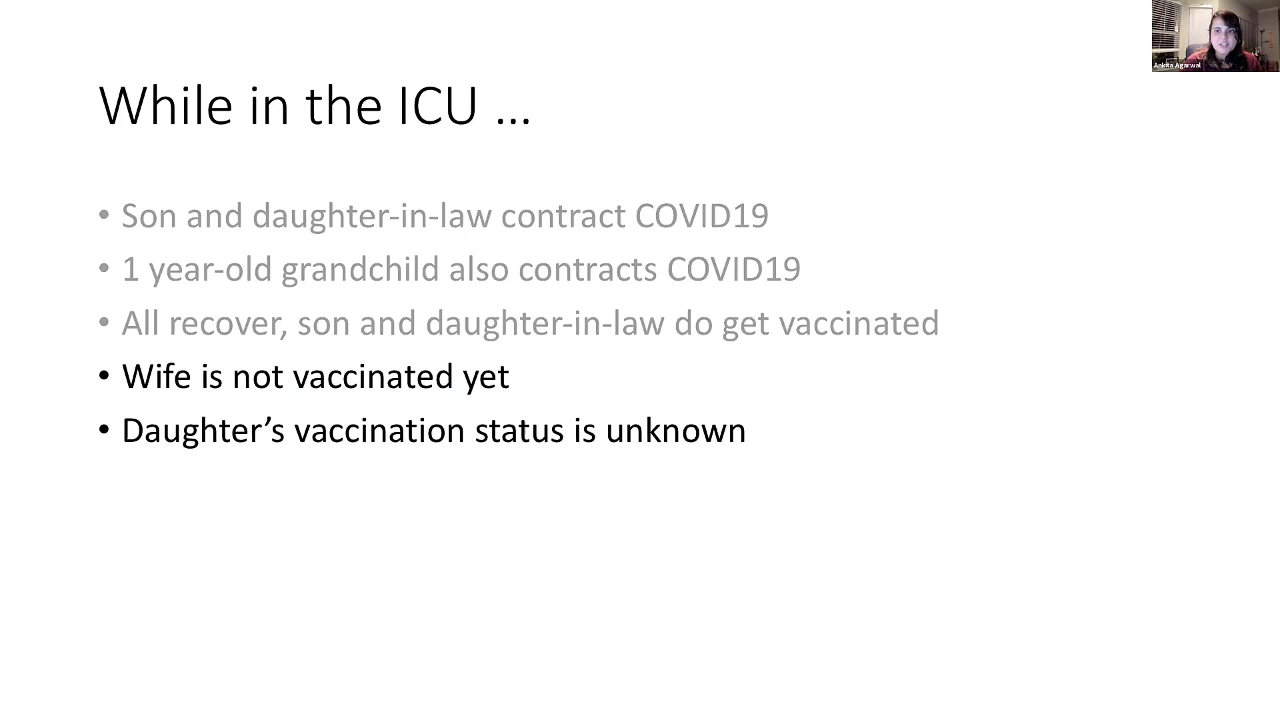 Ankita Agarwal
While in the ICU ...
• Son and daughter-in-law contract COVID19
• 1 year-old grandchild also contracts COVID19
• All recover, son and daughter-in-law do get vaccinated
• Wife is not vaccinated yet
• Daughter’s vaccination status is unknown